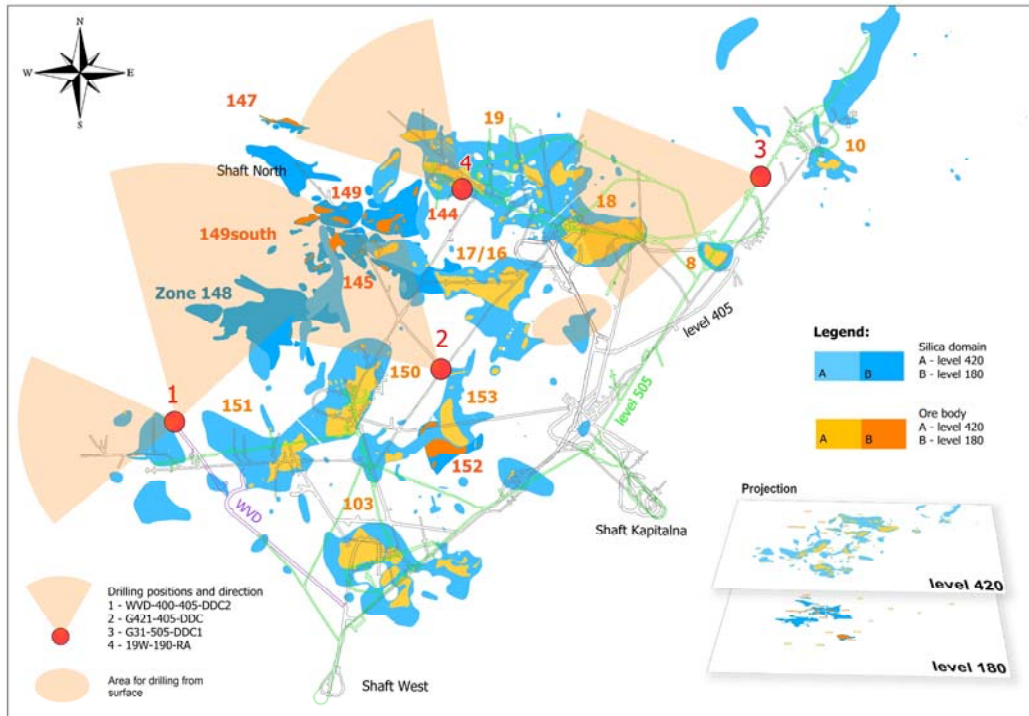 N
W
E
S
147
19
3
10
Shaft North
4
149
144
18
149south
17/16
8
145
Zone 148
level 405
2
150
1
151
153
level 505
152
WVD
103
Shaft Kapitalna
Shaft West
Legend:
Silica domain
A - level 420
B - level 180
A
B
Ore body
A - level 420
B - level 180
A
B
Projection
level 420
level 180
Drilling positions and direction
1 - WVD-400-405-DDC2
2 - G421-405-DDC
3 - G31-505-DDC1
4 - 19W-190-RA
Area for drilling from
surface